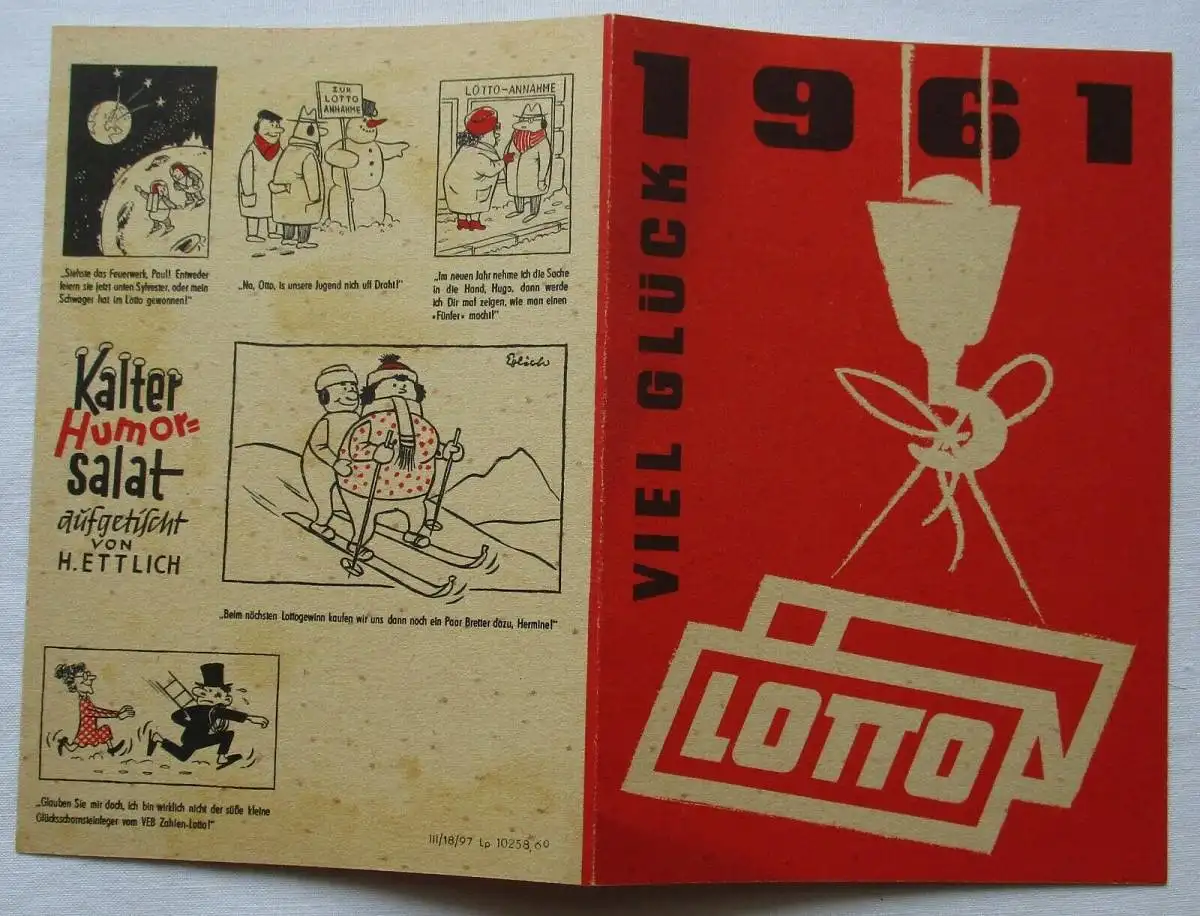 ZUR
LOTTO
ANNAHME
LOTTO-ANNAHME
„Siehste das Feuerwerk, Paul! Entweder
feiern sie jetzt unten Sylvester, oder mein
Schwager hat im Lotto gewonnen!"
„Na, Otto, is unsere Jugend nich uff Draht!"
„Im neuen Jahr nehme ich die Sache
in die Hand, Hugo, dann werde
ich Dir mal zeigen, wie man einen
»Fünfer« macht!"
Kalter
Humor=
salat
aufgetischt
VON
H. ETTLICH
Ettlich
„Beim nächsten Lottogewinn kaufen wir uns dann noch ein Paar Bretter dazu, Hermine!"
„Glauben Sie mir doch, ich bin wirklich nicht der süße kleine
Glücksschornsteinfeger vom VEB Zahlen-Lotto!"
III/18/97 Lp 10258,60
1961
VIEL GLÜCK
LOTTO